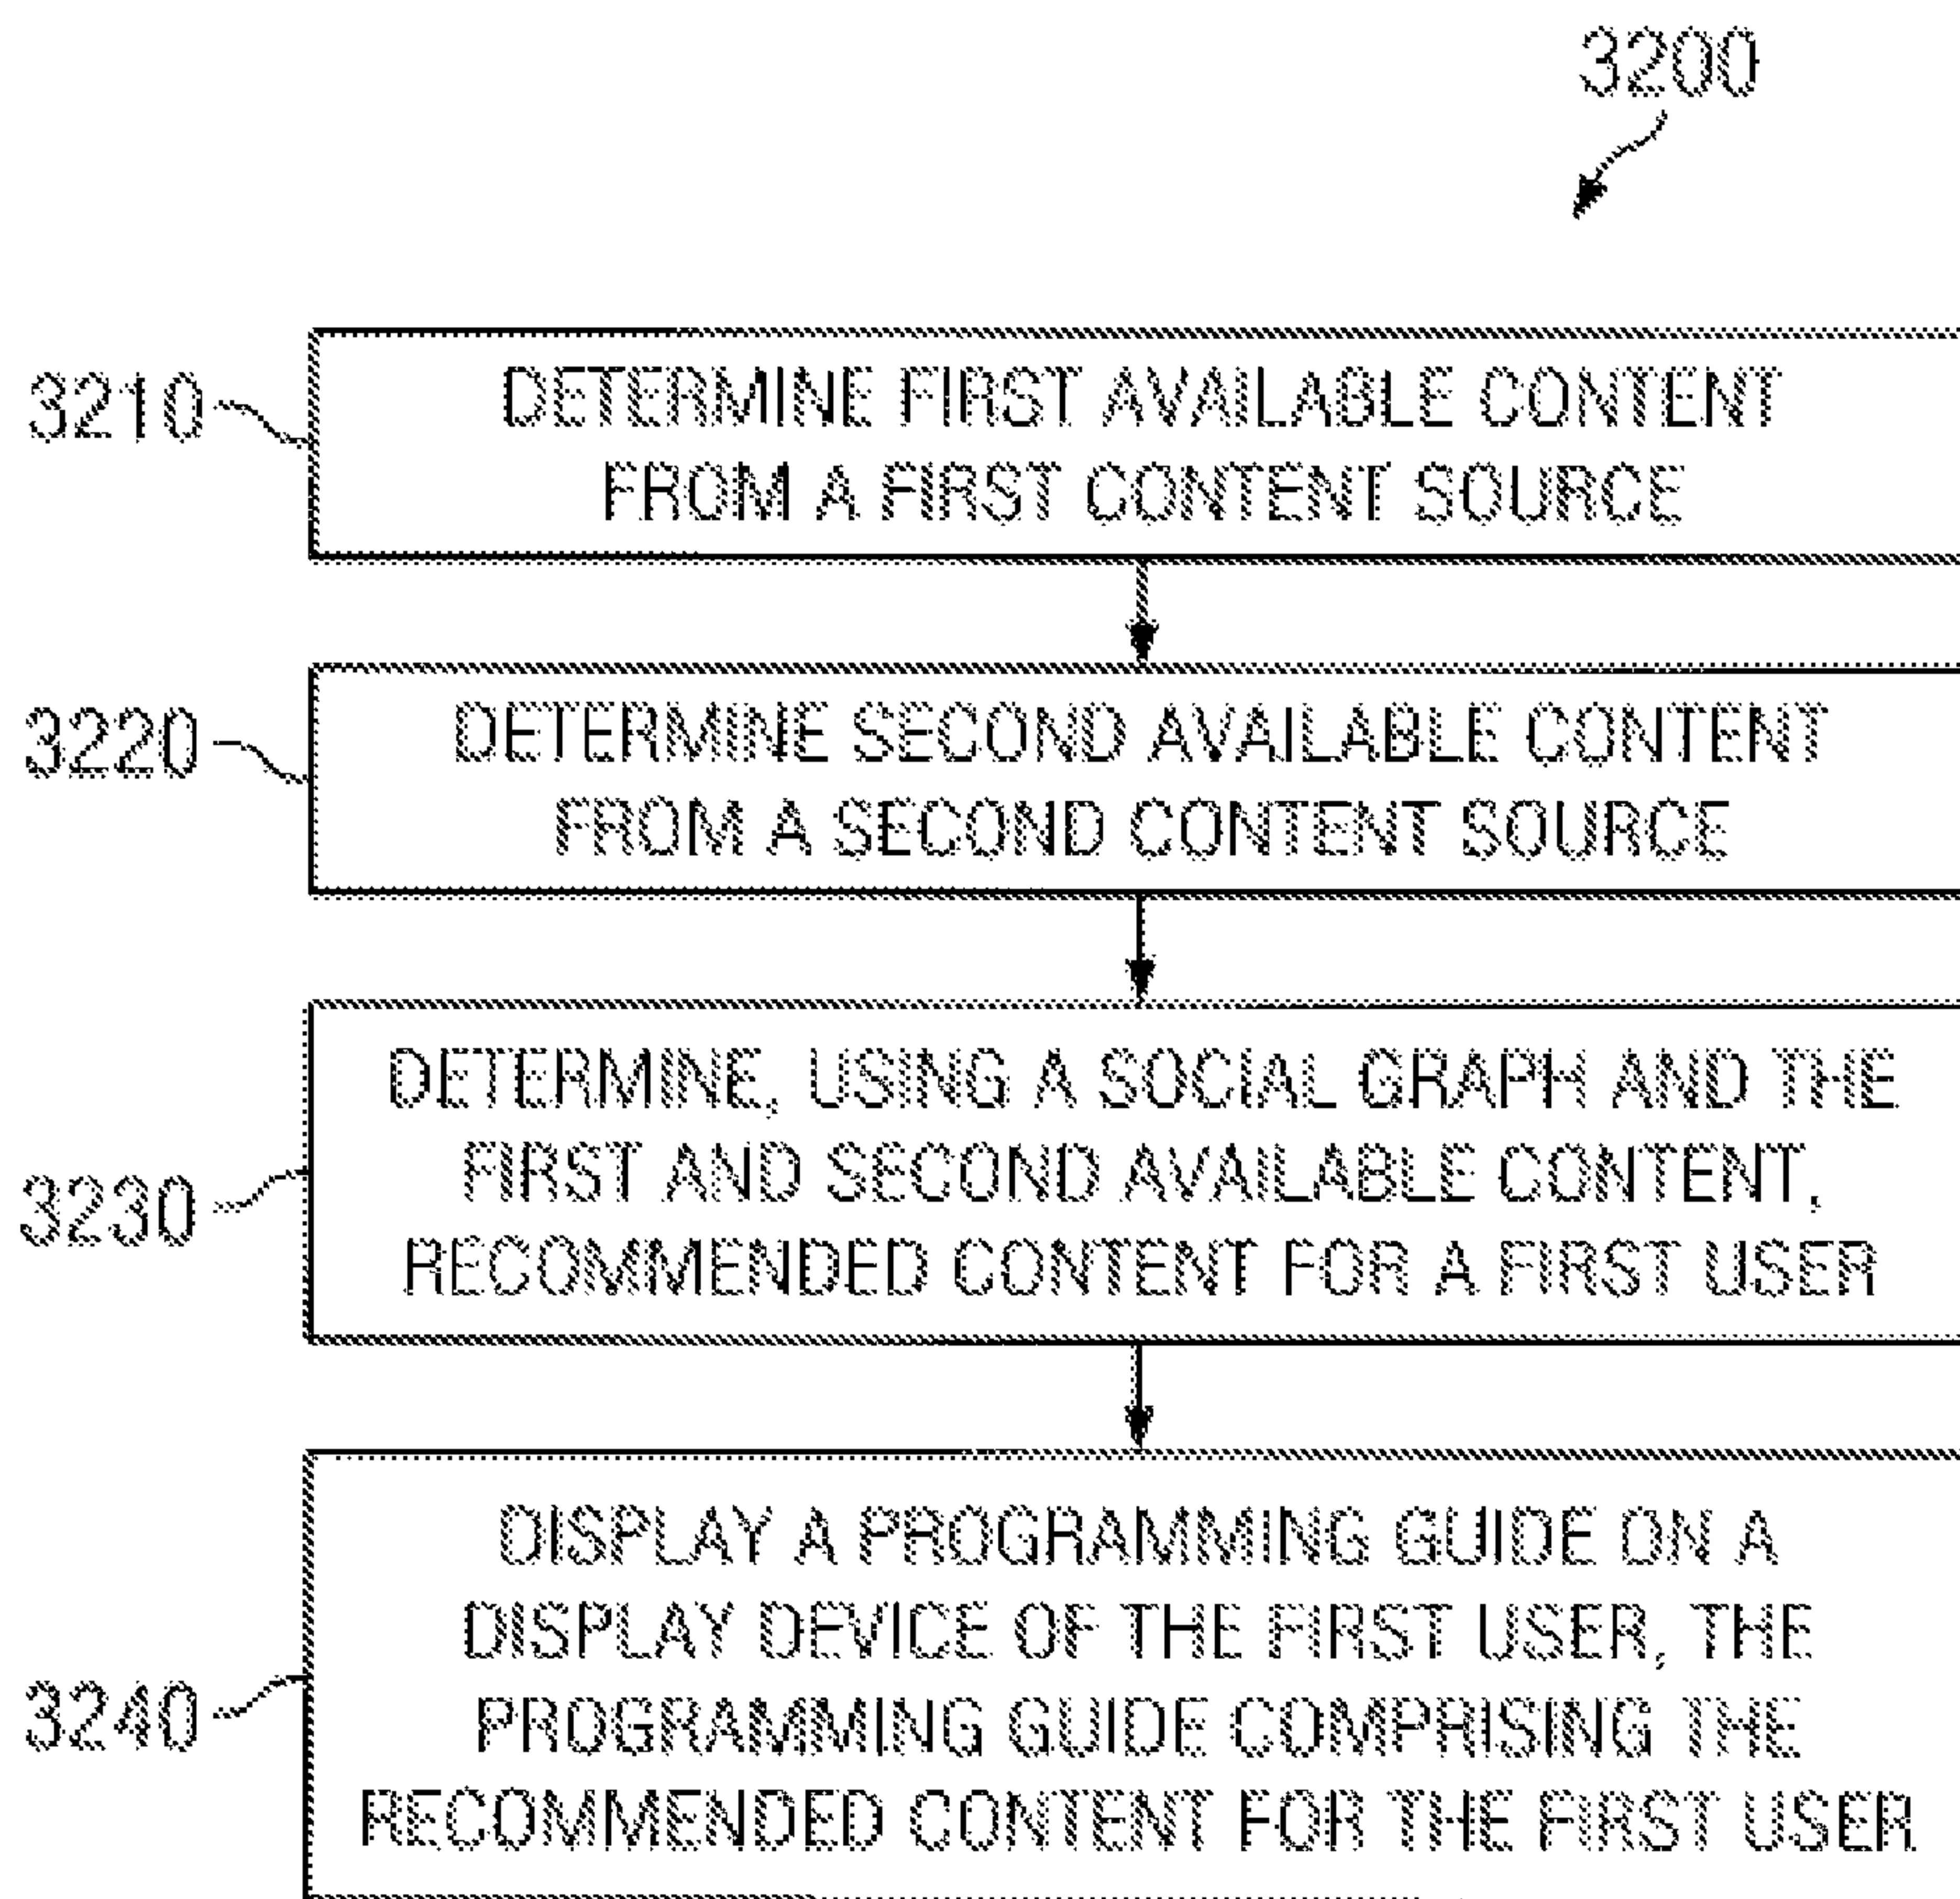 3200
3210
DETERMINE FIRST AVAILABLE CONTENT
FROM A FIRST CONTENT SOURCE
3220
DETERMINE SECOND AVAILABLE CONTENT
FROM A SECOND CONTENT SOURCE
3230
DETERMINE, USING A SOCIAL GRAPH AND THE
FIRST AND SECOND AVAILABLE CONTENT,
RECOMMENDED CONTENT FOR A FIRST USER
3240
DISPLAY A PROGRAMMING GUIDE ON A
DISPLAY DEVICE OF THE FIRST USER, THE
PROGRAMMING GUIDE COMPRISING THE
RECOMMENDED CONTENT FOR THE FIRST USER